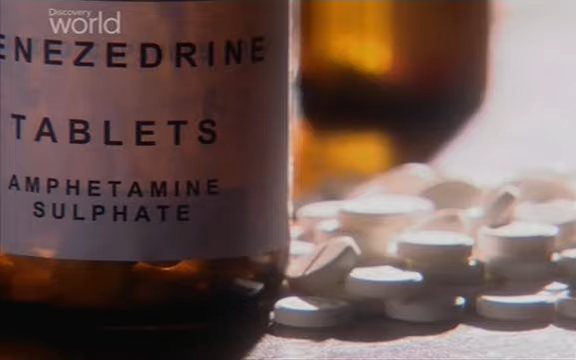 Discovery
world
ENEZEDRINE
TABLETS
AMPHETAMINE
SULPHATE